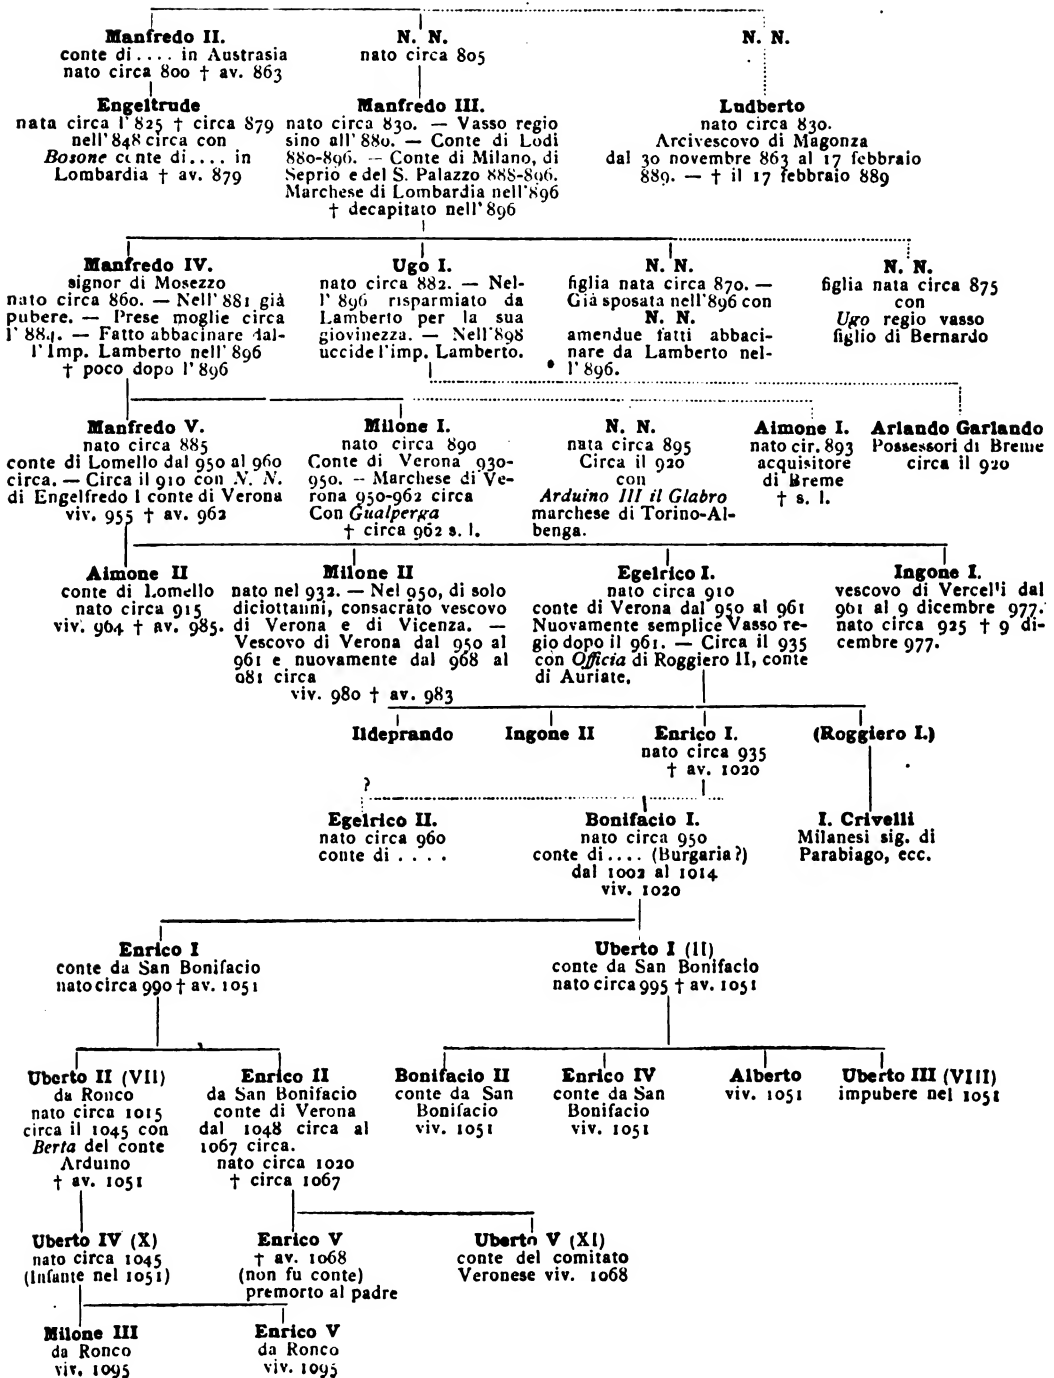 Manfredo II.
conte di .... in Austrasia
nato circa 800 † av. 863
N. N.
nato circa 805
N. N.
Engeltrude
nata circa l'825 † circa 879
nell'848 circa con
Bosone conte di .... in
Lombardia † av. 879
Manfredo III.
nato circa 830. — Vasso regio
sino all'880. — Conte di Lodi
880-896. — Conte di Milano, di
Seprio e del S. Palazzo 888-896.
Marchese di Lombardia nell'896
† decapitato nell'896
Ludberto
nato circa 830.
Arcivescovo di Magonza
dal 30 novembre 863 al 17 febbraio
889. — † il 17 febbraio 889
Manfredo IV.
signor di Mosezzo
nato circa 860. — Nell'881 già
pubere. — Prese moglie circa
l'884. — Fatto abbacinare dal-
l'Imp. Lamberto nell'896
† poco dopo l'896
Ugo I.
nato circa 882. — Nel-
l'896 risparmiato da
Lamberto per la sua
giovinezza. — Nell'898
uccide l'imp. Lamberto.
N. N.
figlia nata circa 870. —
Già sposata nell'896 con
N. N.
amendue fatti abbaci-
nare da Lamberto nel-
l'896.
N. N.
figlia nata circa 875
con
Ugo regio vasso
figlio di Bernardo
Manfredo V.
nato circa 885
conte di Lomello dal 950 al 960
circa. — Circa il 910 con N. N.
di Engelfredo I conte di Verona
viv. 955 † av. 962
Milone I.
nato circa 890
Conte di Verona 930-
950. — Marchese di Ve-
rona 950-962 circa
Con Gualperga
† circa 962 s. l.
N. N.
nata circa 895
Circa il 920
con
Arduino III il Glabro
marchese di Torino-Al-
benga.
Aimone I.
nato cir. 893
acquisitore
di Breme
† s. l.
Arlando Garlando
Possessori di Breme
circa il 920
Aimone II
conte di Lomello
nato circa 915
viv. 964 † av. 985.
Milone II
nato nel 932. — Nel 950, di solo
diciottanni, consacrato vescovo
di Verona e di Vicenza. —
Vescovo di Verona dal 950 al
961 e nuovamente dal 968 al
981 circa
viv. 980 † av. 983
Egelrico I.
nato circa 910
conte di Verona dal 950 al 961
Nuovamente semplice Vasso re-
gio dopo il 961. — Circa il 935
con Officia di Roggiero II, conte
di Auriate.
Ingone I.
vescovo di Vercelli dal
961 al 9 dicembre 977.
nato circa 925 † 9 di-
cembre 977.
Ildeprando
Ingone II
Enrico I.
nato circa 935
† av. 1020
(Roggiero I.)
?
Egelrico II.
nato circa 960
conte di . . . .
Bonifacio I.
nato circa 950
conte di .... (Burgaria?)
dal 1002 al 1014
viv. 1020
I. Crivelli
Milanesi sig. di
Parabiago, ecc.
Enrico I
conte da San Bonifacio
nato circa 990 † av. 1051
Uberto I (II)
conte da San Bonifacio
nato circa 995 † av. 1051
Uberto II (VII)
da Ronco
nato circa 1015
circa il 1045 con
Berta del conte
Arduino
† av. 1051
Enrico II
da San Bonifacio
conte di Verona
dal 1048 circa al
1067 circa.
nato circa 1020
† circa 1067
Bonifacio II
conte da San
Bonifacio
viv. 1051
Enrico IV
conte da San
Bonifacio
viv. 1051
Alberto
viv. 1051
Uberto III (VIII)
impubere nel 1051
Uberto IV (X)
nato circa 1045
(Infante nel 1051)
Enrico V
† av. 1068
(non fu conte)
premorto al padre
Uberto V (XI)
conte del comitato
Veronese viv. 1068
Milone III
da Ronco
viv. 1095
Enrico V
da Ronco
viv. 1095